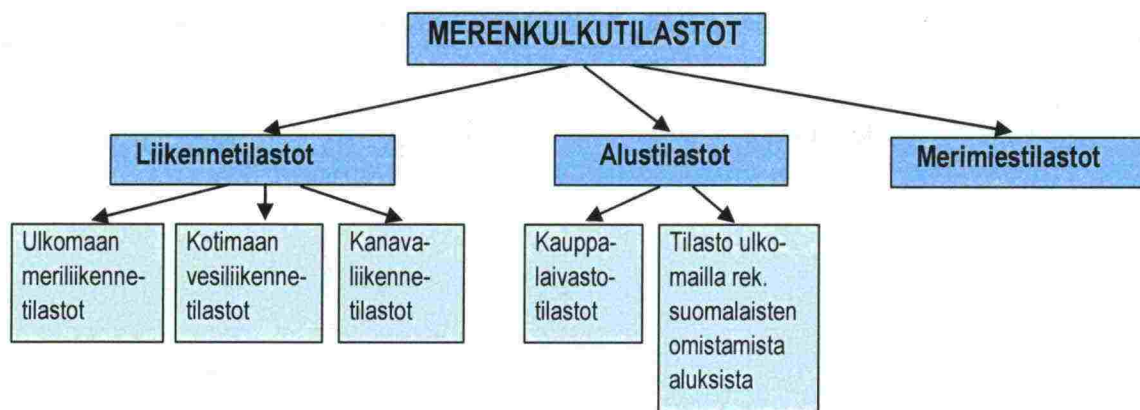 MERENKULKUTILASTOT
Liikennetilastot
Alustilastot
Merimiestilastot
Ulkomaan
meriliikenne-
tilastot
Kotimaan
vesiliikenne-
tilastot
Kanava-
liikenne-
tilastot
Kauppa-
laivasto-
tilastot
Tilasto ulko-
mailla rek.
suomalaisten
omistamista
aluksista